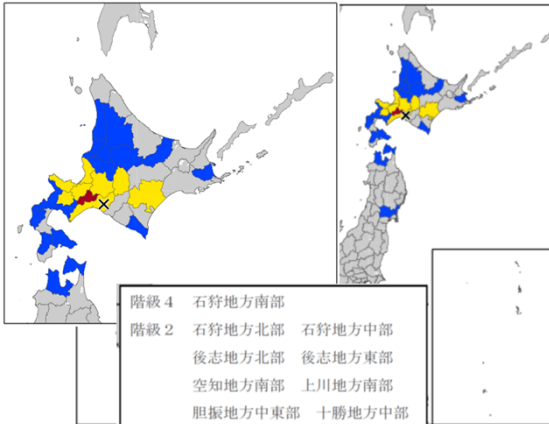 階級4 石狩地方南部
階級2 石狩地方北部 石狩地方中部
後志地方北部 後志地方東部
空知地方南部 上川地方南部
胆振地方中東部 十勝地方中部